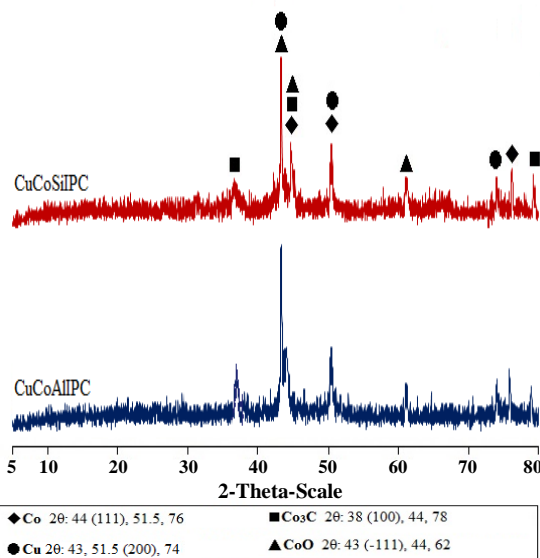 CuCoSiIPC
CuCoAlIPC
5 10 20 30 40 50 60 70 80
2-Theta-Scale
◆ Co 2θ: 44 (111), 51.5, 76 ■ Co₃C 2θ: 38 (100), 44, 78
● Cu 2θ: 43, 51.5 (200), 74 ▲ CoO 2θ: 43 (-111), 44, 62